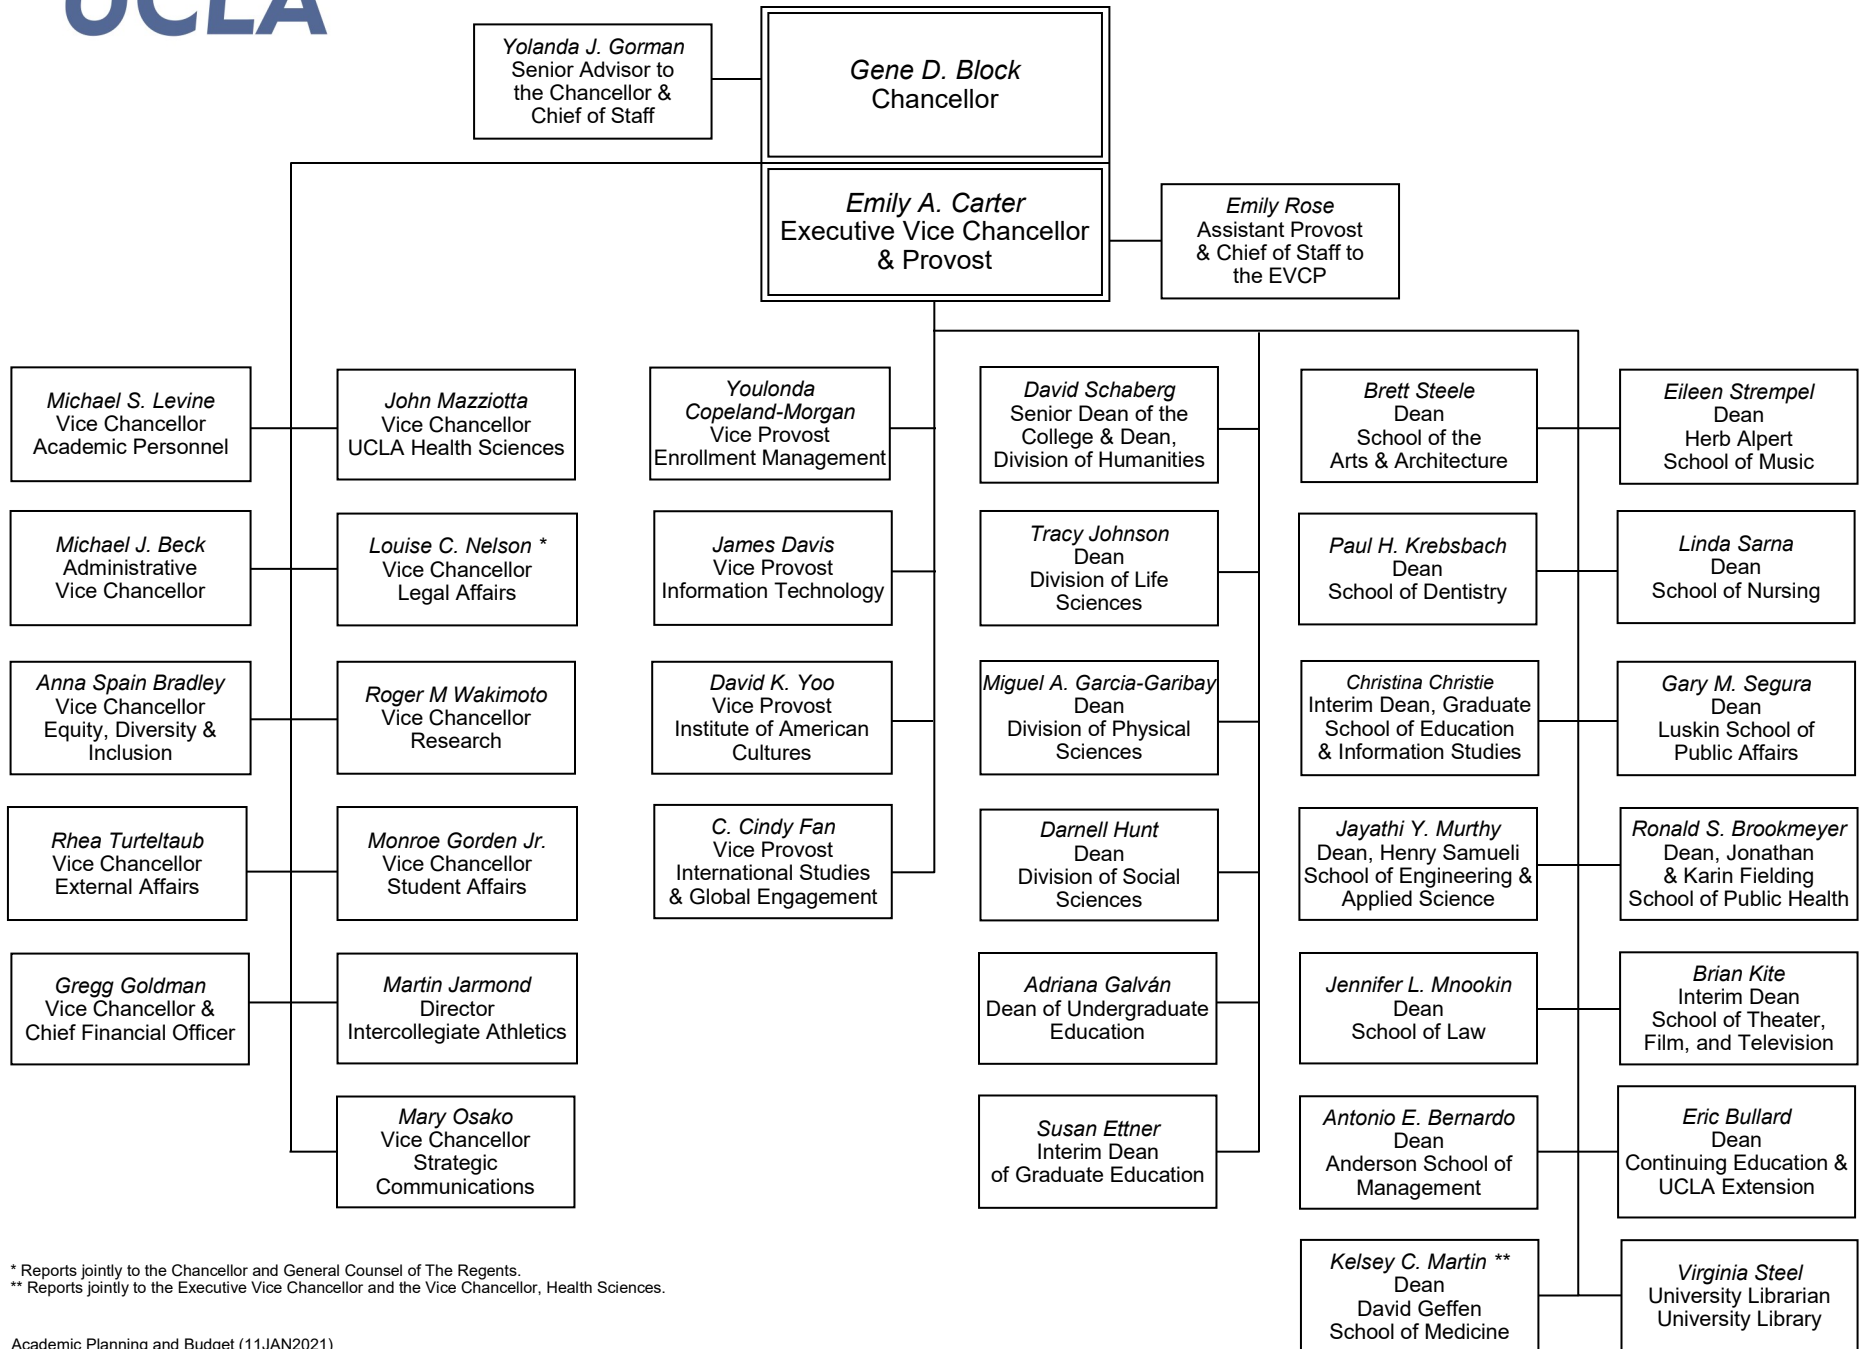 UCLA
Yolanda J. Gorman
Senior Advisor to
the Chancellor &
Chief of Staff
Gene D. Block
Chancellor
Emily A. Carter
Executive Vice Chancellor
& Provost
Emily Rose
Assistant Provost
& Chief of Staff to
the EVCP
Michael S. Levine
Vice Chancellor
Academic Personnel
John Mazziotta
Vice Chancellor
UCLA Health Sciences
Youlonda
Copeland-Morgan
Vice Provost
Enrollment Management
David Schaberg
Senior Dean of the
College & Dean,
Division of Humanities
Brett Steele
Dean
School of the
Arts & Architecture
Eileen Strempel
Dean
Herb Alpert
School of Music
Michael J. Beck
Administrative
Vice Chancellor
Louise C. Nelson *
Vice Chancellor
Legal Affairs
James Davis
Vice Provost
Information Technology
Tracy Johnson
Dean
Division of Life
Sciences
Paul H. Krebsbach
Dean
School of Dentistry
Linda Sarna
Dean
School of Nursing
Anna Spain Bradley
Vice Chancellor
Equity, Diversity &
Inclusion
Roger M Wakimoto
Vice Chancellor
Research
David K. Yoo
Vice Provost
Institute of American
Cultures
Miguel A. Garcia-Garibay
Dean
Division of Physical
Sciences
Christina Christie
Interim Dean, Graduate
School of Education
& Information Studies
Gary M. Segura
Dean
Luskin School of
Public Affairs
Rhea Turteltaub
Vice Chancellor
External Affairs
Monroe Gorden Jr.
Vice Chancellor
Student Affairs
C. Cindy Fan
Vice Provost
International Studies
& Global Engagement
Darnell Hunt
Dean
Division of Social
Sciences
Jayathi Y. Murthy
Dean, Henry Samueli
School of Engineering &
Applied Science
Ronald S. Brookmeyer
Dean, Jonathan
& Karin Fielding
School of Public Health
Gregg Goldman
Vice Chancellor &
Chief Financial Officer
Martin Jarmond
Director
Intercollegiate Athletics
Adriana Galván
Dean of Undergraduate
Education
Jennifer L. Mnookin
Dean
School of Law
Brian Kite
Interim Dean
School of Theater,
Film, and Television
Mary Osako
Vice Chancellor
Strategic
Communications
Susan Ettner
Interim Dean
of Graduate Education
Antonio E. Bernardo
Dean
Anderson School of
Management
Eric Bullard
Dean
Continuing Education &
UCLA Extension
Kelsey C. Martin **
Dean
David Geffen
School of Medicine
Virginia Steel
University Librarian
University Library
* Reports jointly to the Chancellor and General Counsel of The Regents.
** Reports jointly to the Executive Vice Chancellor and the Vice Chancellor, Health Sciences.
Academic Planning and Budget (11JAN2021)